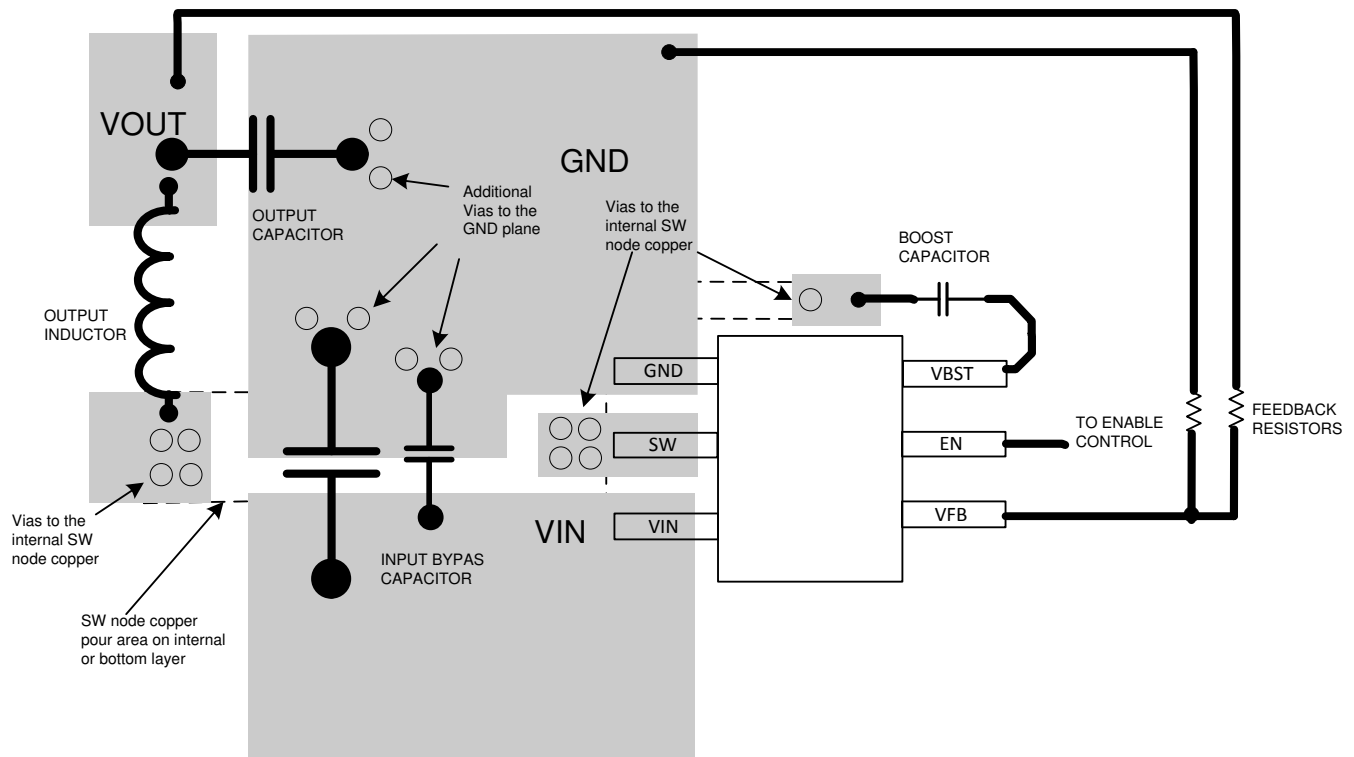 VOUT
GND
OUTPUT
CAPACITOR
Additional
Vias to the
GND plane
Vias to the
internal SW
node copper
BOOST
CAPACITOR
OUTPUT
INDUCTOR
GND
VBST
SW
EN
TO ENABLE
CONTROL
FEEDBACK
RESISTORS
VIN
VIN
VFB
Vias to the
internal SW
node copper
INPUT BYPAS
CAPACITOR
SW node copper
pour area on internal
or bottom layer